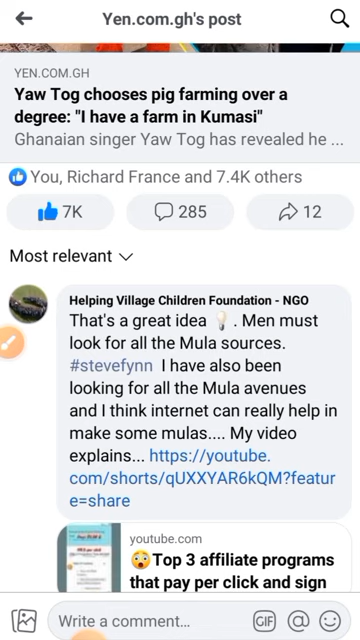 Yen.com.gh's post
YEN.COM.GH
Yaw Tog chooses pig farming over a
degree: "I have a farm in Kumasi"
Ghanaian singer Yaw Tog has revealed he ...
You, Richard France and 7.4K others
7K
285
12
Most relevant
Helping Village Children Foundation - NGO
That's a great idea 💡. Men must
look for all the Mula sources.
#stevefynn I have also been
looking for all the Mula avenues
and I think internet can really help in
make some mulas.... My video
explains... https://youtube.
com/shorts/qUXXYAR6kQM?featur
e=share
youtube.com
😲Top 3 affiliate programs
that pay per click and sign
Write a comment...
GIF